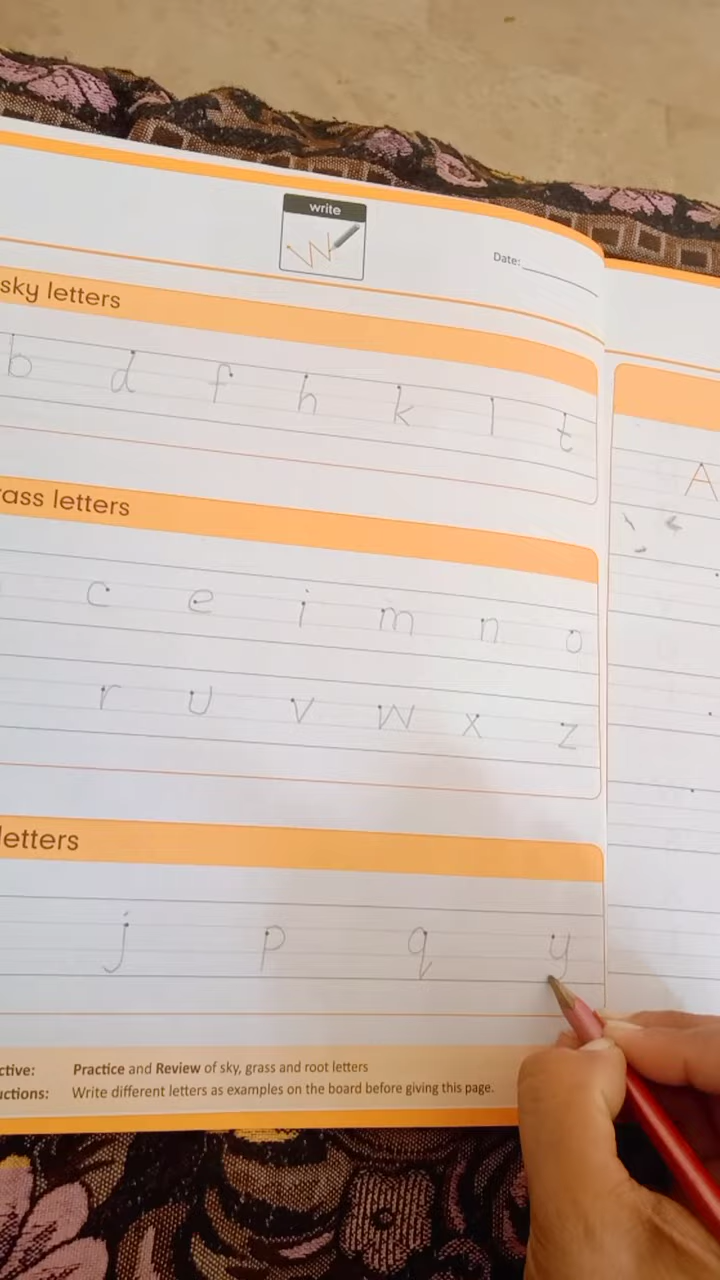 write
Date:
sky letters
b d f h k l t
ass letters
c e i m n o
r u v w x z
letters
j p q y
ctive: Practice and Review of sky, grass and root letters
uctions: Write different letters as examples on the board before giving this page.
A